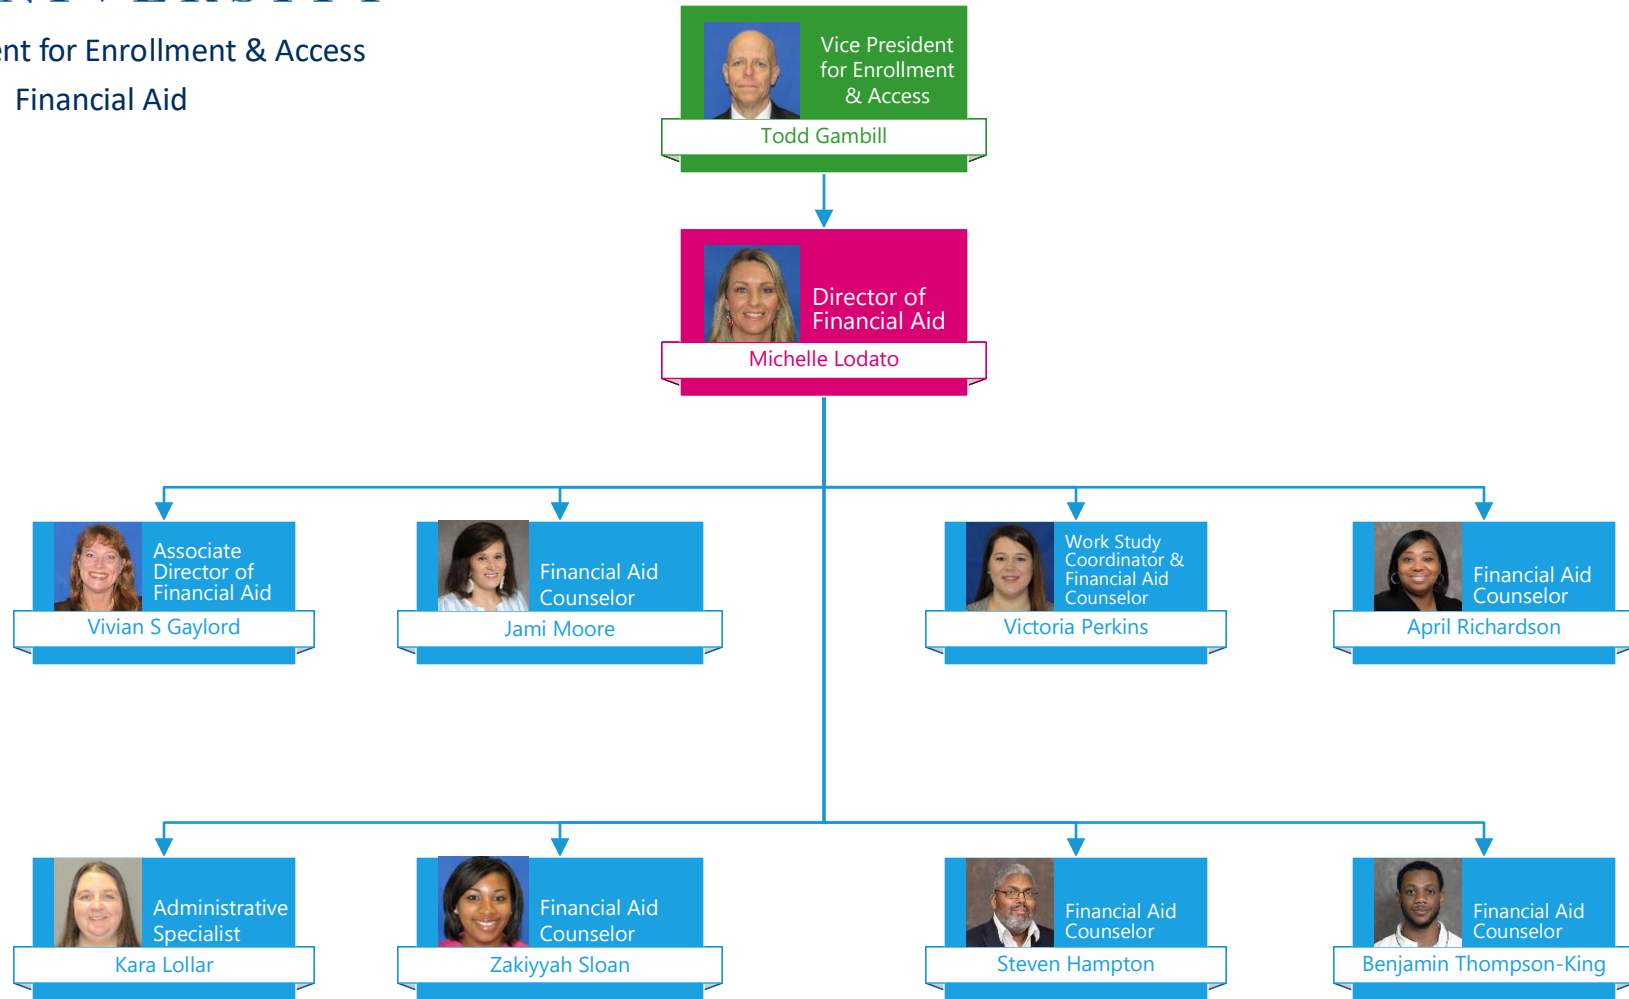 ent for Enrollment & Access
Financial Aid
Vice President
for Enrollment
& Access
Todd Gambill
Director of
Financial Aid
Michelle Lodato
Associate
Director of
Financial Aid
Vivian S Gaylord
Financial Aid
Counselor
Jami Moore
Work Study
Coordinator &
Financial Aid
Counselor
Victoria Perkins
Financial Aid
Counselor
April Richardson
Administrative
Specialist
Kara Lollar
Financial Aid
Counselor
Zakiyyah Sloan
Financial Aid
Counselor
Steven Hampton
Financial Aid
Counselor
Benjamin Thompson-King